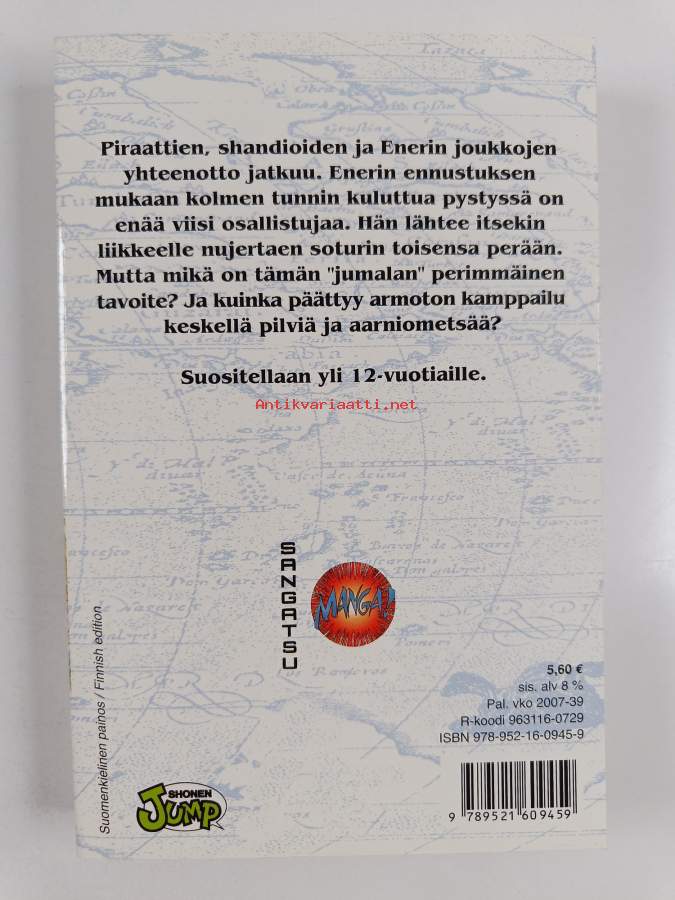 Piraattien, shandioiden ja Enerin joukkojen
yhteenotto jatkuu. Enerin ennustuksen
mukaan kolmen tunnin kuluttua pystyssä on
enää viisi osallistujaa. Hän lähtee itsekin
liikkeelle nujertaen soturin toisensa perään.
Mutta mikä on tämän "jumalan" perimmäinen
tavoite? Ja kuinka päättyy armoton kamppailu
keskellä pilviä ja aarniometsää?
Suositellaan yli 12-vuotiaille.
Antikvariaatti.net
SANGATSU
MANGA!
5,60 €
sis. alv 8 %
Pal. vko 2007-39
R-koodi 963116-0729
ISBN 978-952-16-0945-9
9 789521 609459
Suomenkielinen painos / Finnish edition
SHONEN
JUMP